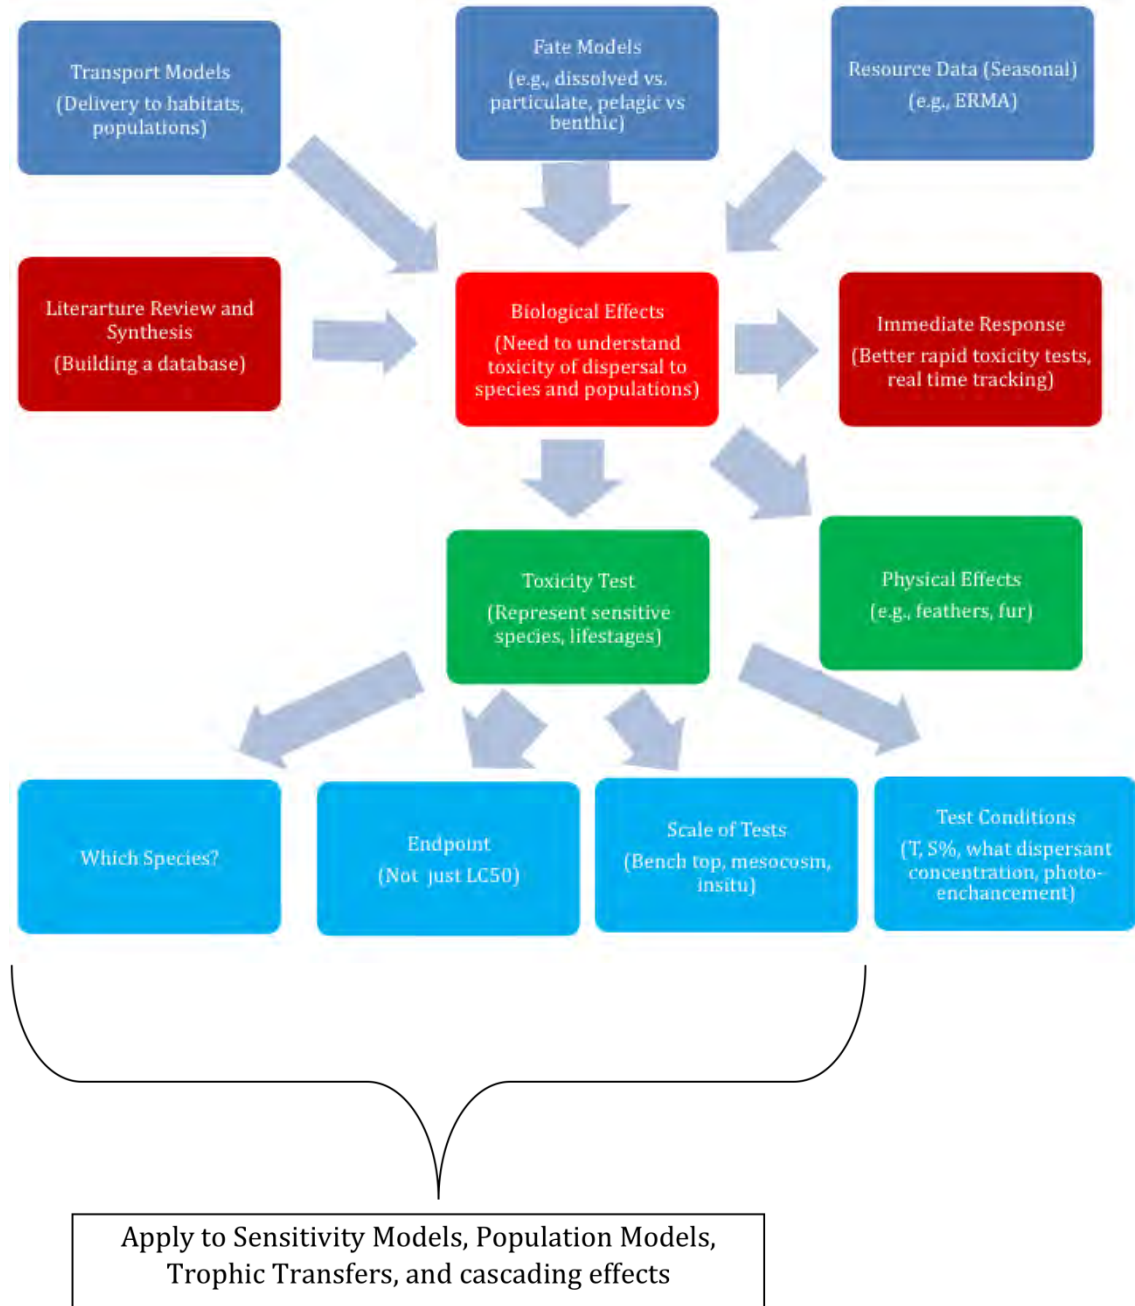 Transport Models
(Delivery to habitats,
populations)
Fate Models
(e.g., dissolved vs.
particulate, pelagic vs
benthic)
Resource Data (Seasonal)
(e.g., ERMA)
Literarture Review and
Synthesis
(Building a database)
Biological Effects
(Need to understand
toxicity of dispersal to
species and populations)
Immediate Response
(Better rapid toxicity tests,
real time tracking)
Toxicity Test
(Represent sensitive
species, lifestages)
Physical Effects
(e.g., feathers, fur)
Which Species?
Endpoint
(Not just LC50)
Scale of Tests
(Bench top, mesocosm,
insitu)
Test Conditions
(T, S%, what dispersant
concentration, photo-
enchancement)
Apply to Sensitivity Models, Population Models,
Trophic Transfers, and cascading effects